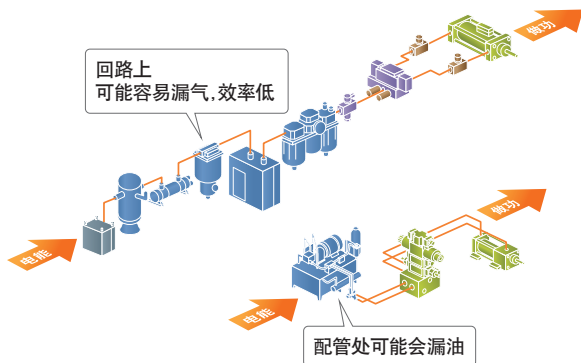 做功
回路上
可能容易漏气,效率低
电能
做功
电能
配管处可能会漏油